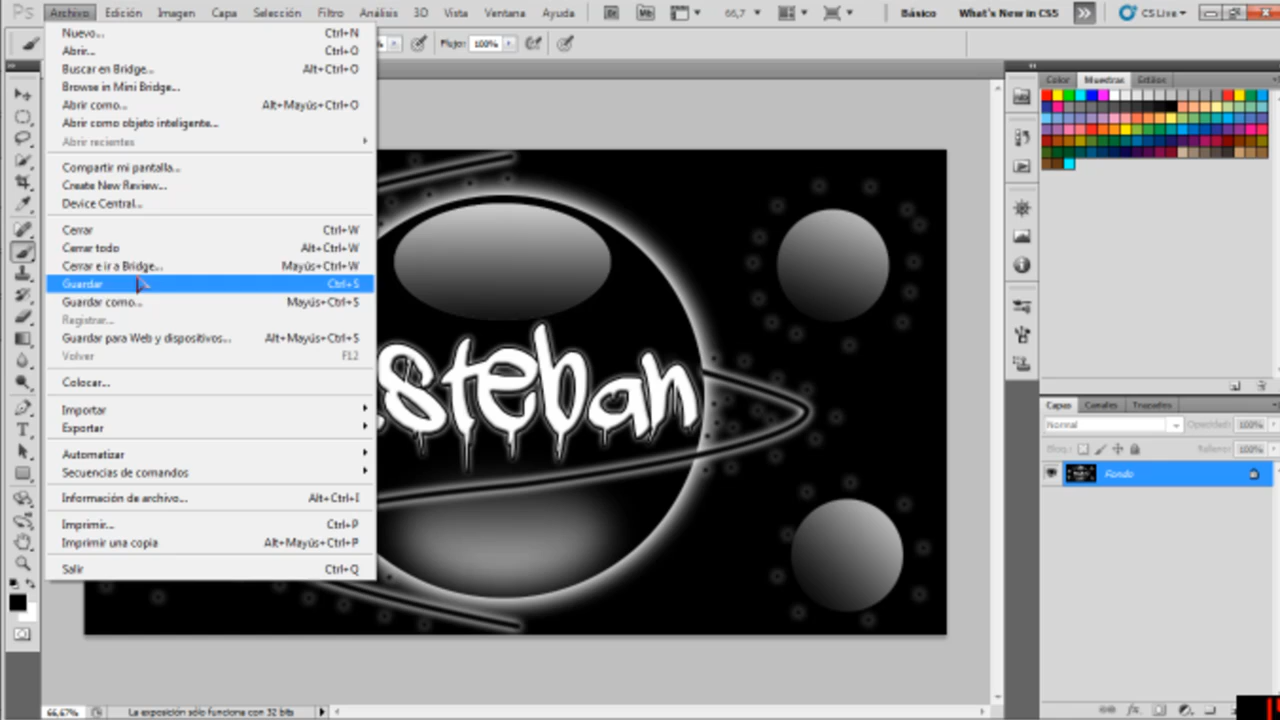 Ps Archivo Edición Imagen Capa Selección Filtro Análisis 3D Vista Ventana Ayuda Br Mb 66,7 Básico What's New in CS5 CS Live
Nuevo... Ctrl+N
Abrir... Ctrl+O
Buscar en Bridge... Alt+Ctrl+O
Browse in Mini Bridge...
Abrir como... Alt+Mayús+Ctrl+O
Abrir como objeto inteligente...
Abrir recientes
Compartir mi pantalla...
Create New Review...
Device Central...
Cerrar Ctrl+W
Cerrar todo Alt+Ctrl+W
Cerrar e ir a Bridge... Mayús+Ctrl+W
Guardar Ctrl+S
Guardar como... Mayús+Ctrl+S
Registrar...
Guardar para Web y dispositivos... Alt+Mayús+Ctrl+S
Volver F12
Colocar...
Importar
Exportar
Automatizar
Secuencias de comandos
Información de archivo... Alt+Ctrl+I
Imprimir... Ctrl+P
Imprimir una copia Alt+Mayús+Ctrl+P
Salir Ctrl+Q
% Flujo: 100%
steban
Color Muestras Estilos
Capas Canales Trazados
Normal Opacidad: 100%
Bloq.: Relleno: 100%
Fondo
66,67% La exposición sólo funciona con 32 bits